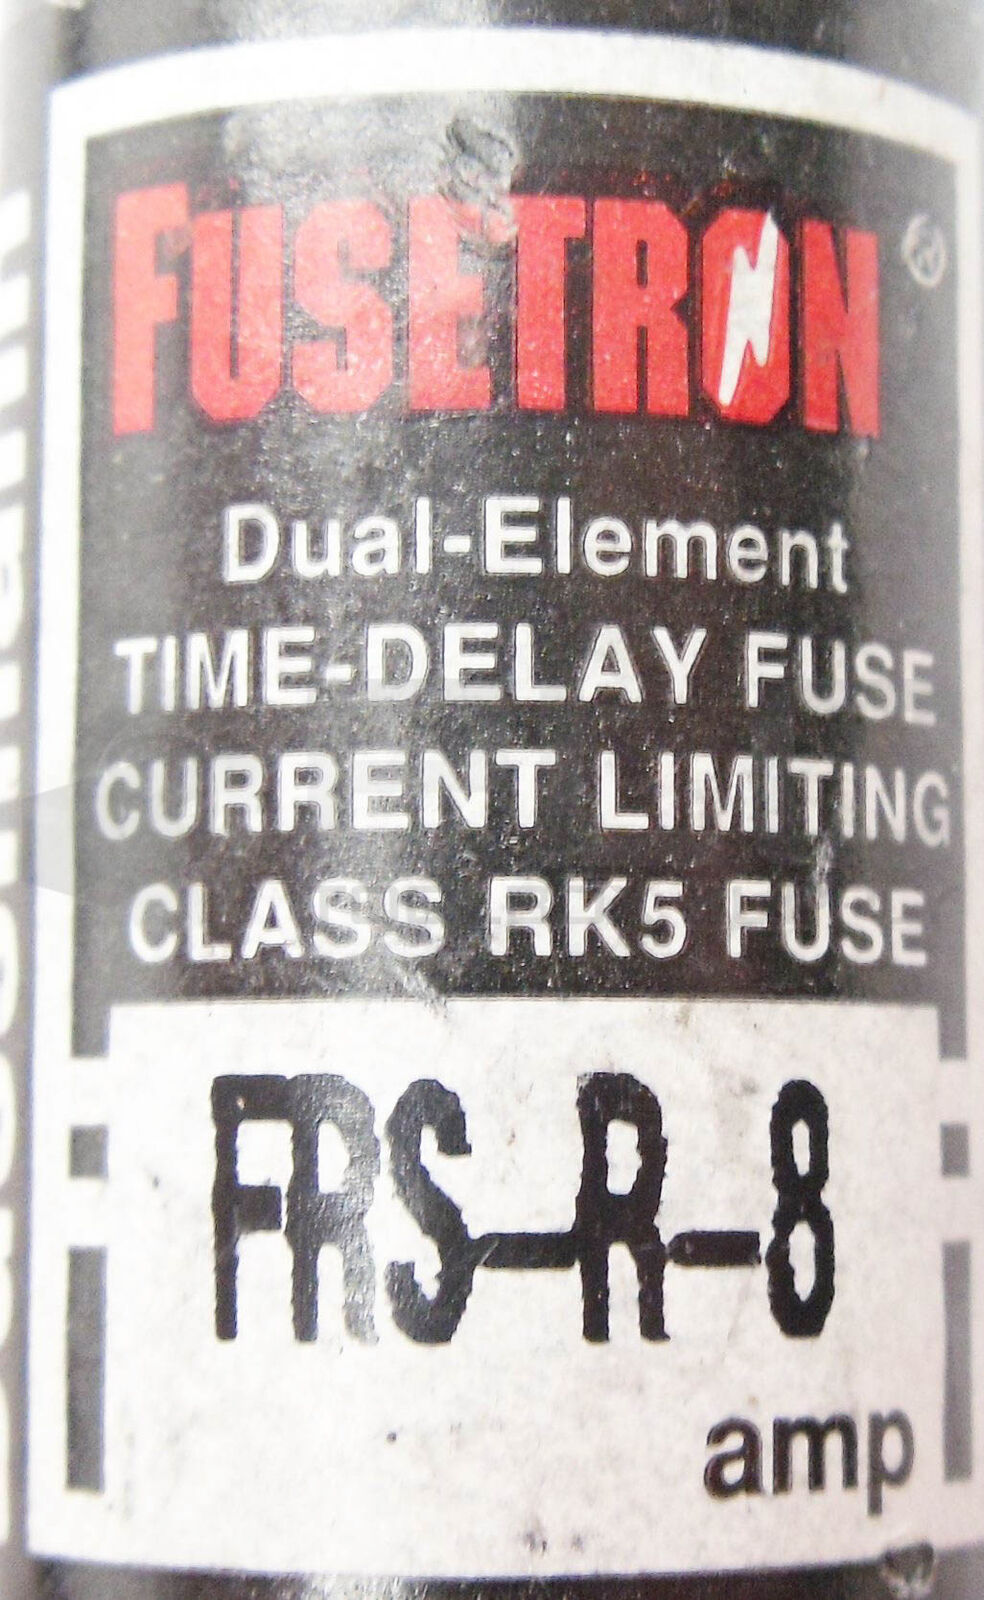 FUSETRON®
Dual-Element
TIME-DELAY FUSE
CURRENT LIMITING
CLASS RK5 FUSE
FRS-R-8
amp